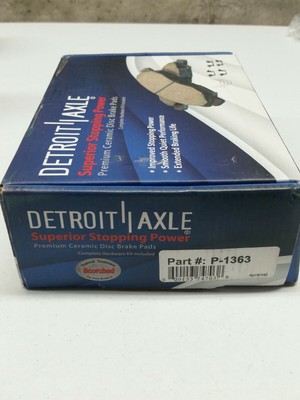 DETROIT AXLE
Superior Stopping Power
Premium Ceramic Disc Brake Pads
• Improved Stopping Power
• Smooth Quiet Performance
• Extended Braking Life
DETROIT AXLE
Superior Stopping Power
Premium Ceramic Disc Brake Pads
Complete Hardware Kit Included
Scorched
Part #: P-1363